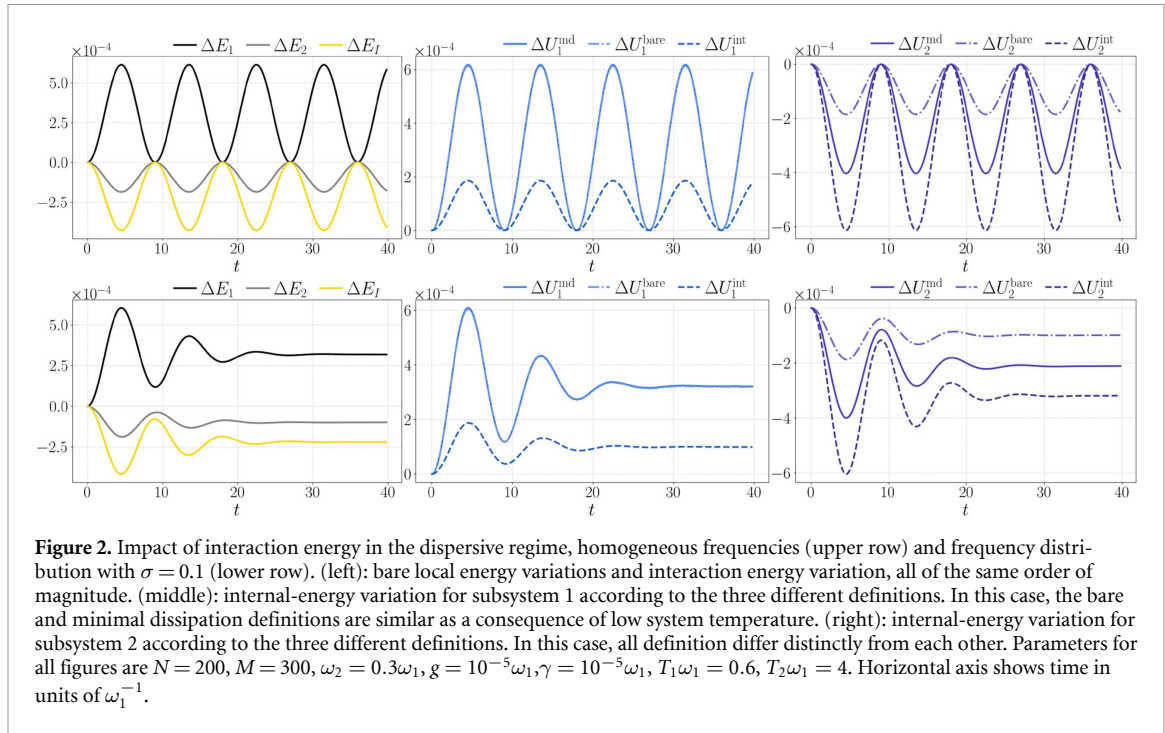 ×10⁻⁴ ΔE₁ ΔE₂ ΔE_I
5.0
2.5
0.0
−2.5
0 10 20 30 40
t
×10⁻⁴ ΔU₁^md ΔU₁^bare ΔU₁^int
6
4
2
0
0 10 20 30 40
t
×10⁻⁴ ΔU₂^md ΔU₂^bare ΔU₂^int
0
−2
−4
−6
0 10 20 30 40
t
×10⁻⁴ ΔE₁ ΔE₂ ΔE_I
5.0
2.5
0.0
−2.5
0 10 20 30 40
t
×10⁻⁴ ΔU₁^md ΔU₁^bare ΔU₁^int
6
4
2
0
0 10 20 30 40
t
×10⁻⁴ ΔU₂^md ΔU₂^bare ΔU₂^int
0
−2
−4
−6
0 10 20 30 40
t
Figure 2. Impact of interaction energy in the dispersive regime, homogeneous frequencies (upper row) and frequency distri-
bution with σ = 0.1 (lower row). (left): bare local energy variations and interaction energy variation, all of the same order of
magnitude. (middle): internal-energy variation for subsystem 1 according to the three different definitions. In this case, the bare
and minimal dissipation definitions are similar as a consequence of low system temperature. (right): internal-energy variation for
subsystem 2 according to the three different definitions. In this case, all definition differ distinctly from each other. Parameters for
all figures are N = 200, M = 300, ω₂ = 0.3ω₁, g = 10⁻⁵ω₁,γ = 10⁻⁵ω₁, T₁ω₁ = 0.6, T₂ω₁ = 4. Horizontal axis shows time in
units of ω₁⁻¹.